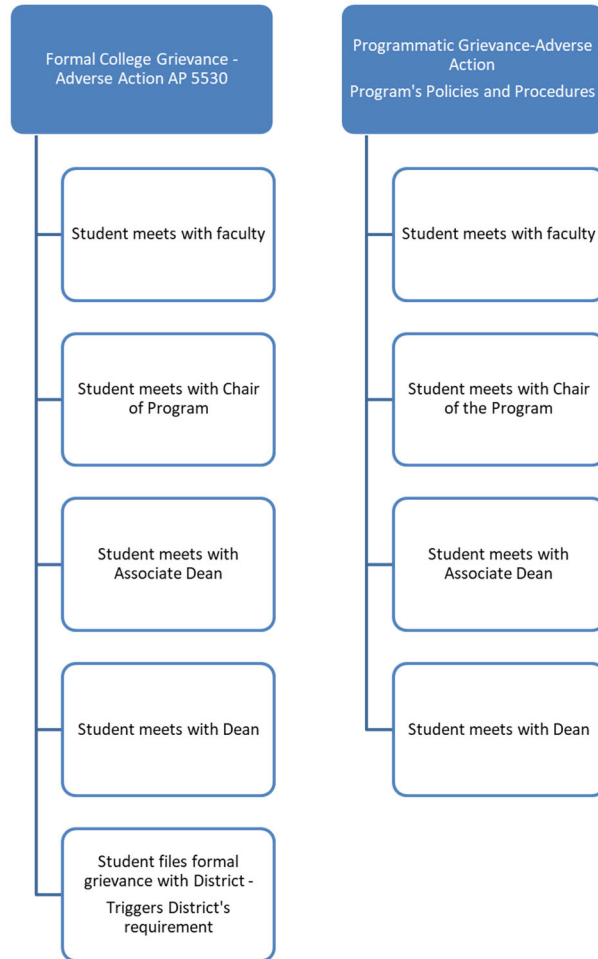 Formal College Grievance -
Adverse Action AP 5530
Student meets with faculty
Student meets with Chair
of Program
Student meets with
Associate Dean
Student meets with Dean
Student files formal
grievance with District -
Triggers District's
requirement
Programmatic Grievance-Adverse
Action
Program's Policies and Procedures
Student meets with faculty
Student meets with Chair
of the Program
Student meets with
Associate Dean
Student meets with Dean